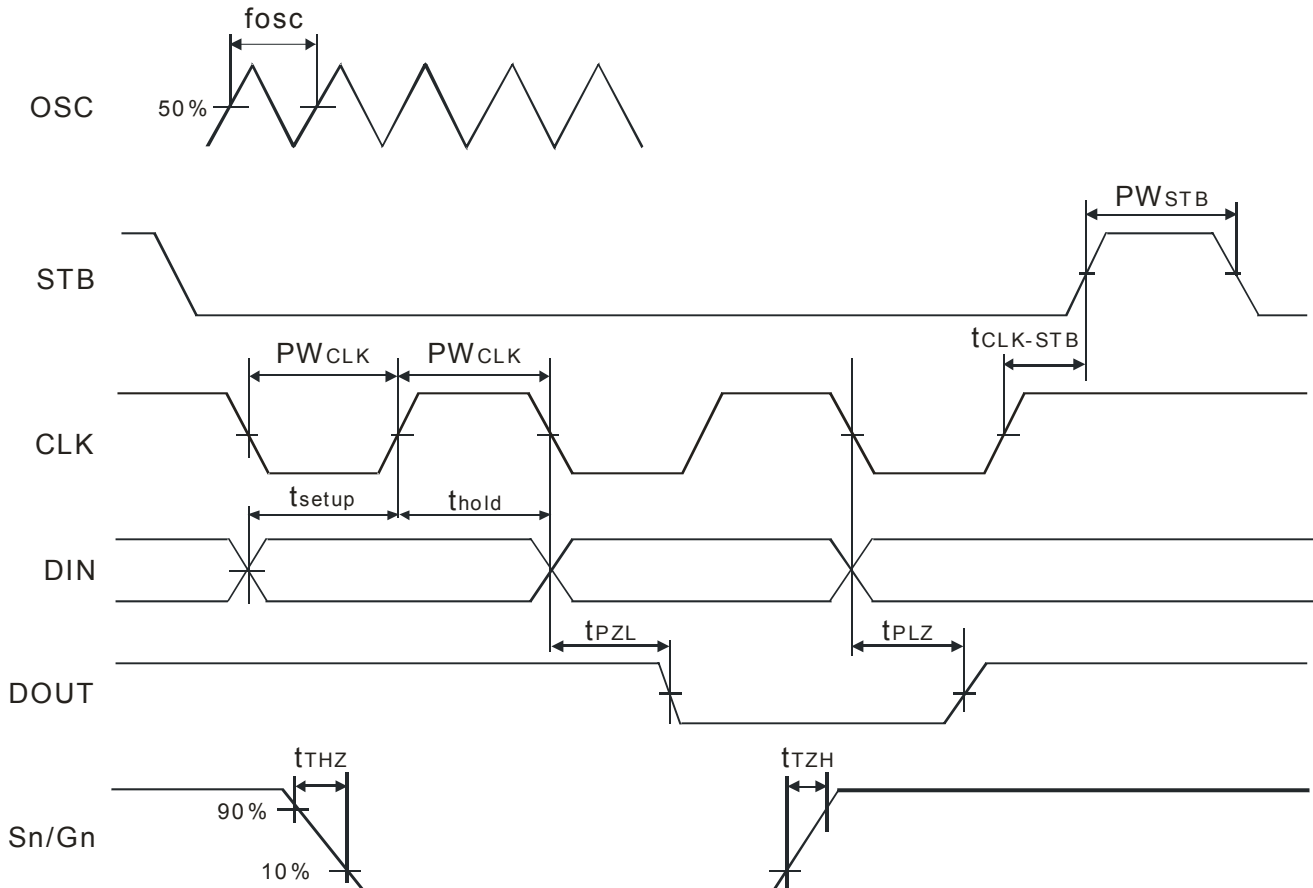 fosc
OSC
50%
PWSTB
STB
tCLK-STB
PWCLK PWCLK
CLK
tsetup thold
DIN
tPZL tPLZ
DOUT
tTHZ tTZH
90%
Sn/Gn
10%